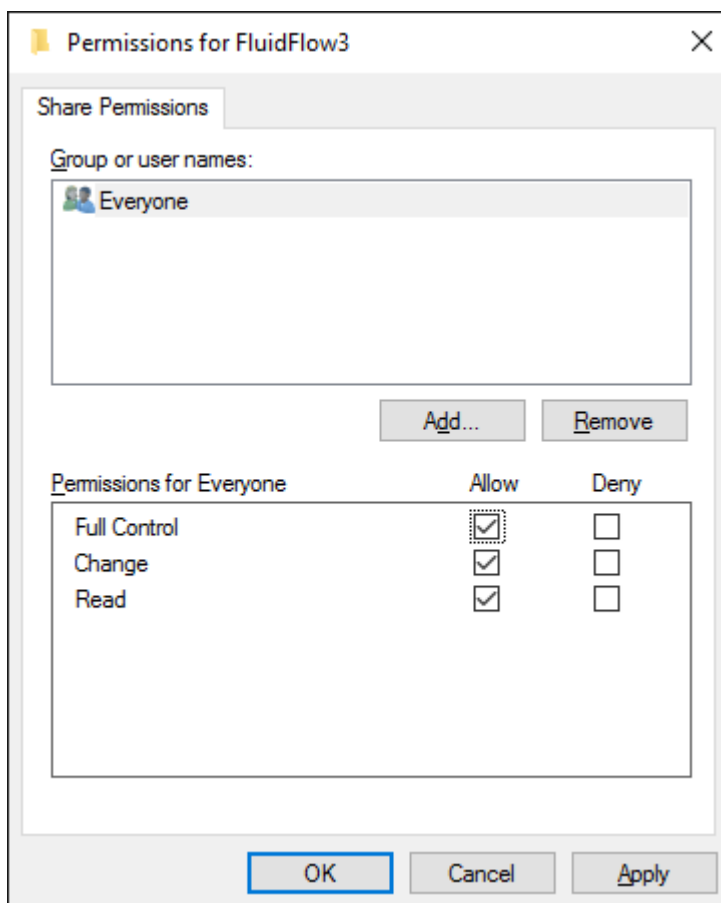 Permissions for FluidFlow3
Share Permissions
Group or user names:
Everyone
Add... Remove
Permissions for Everyone Allow Deny
Full Control
Change
Read
OK Cancel Apply